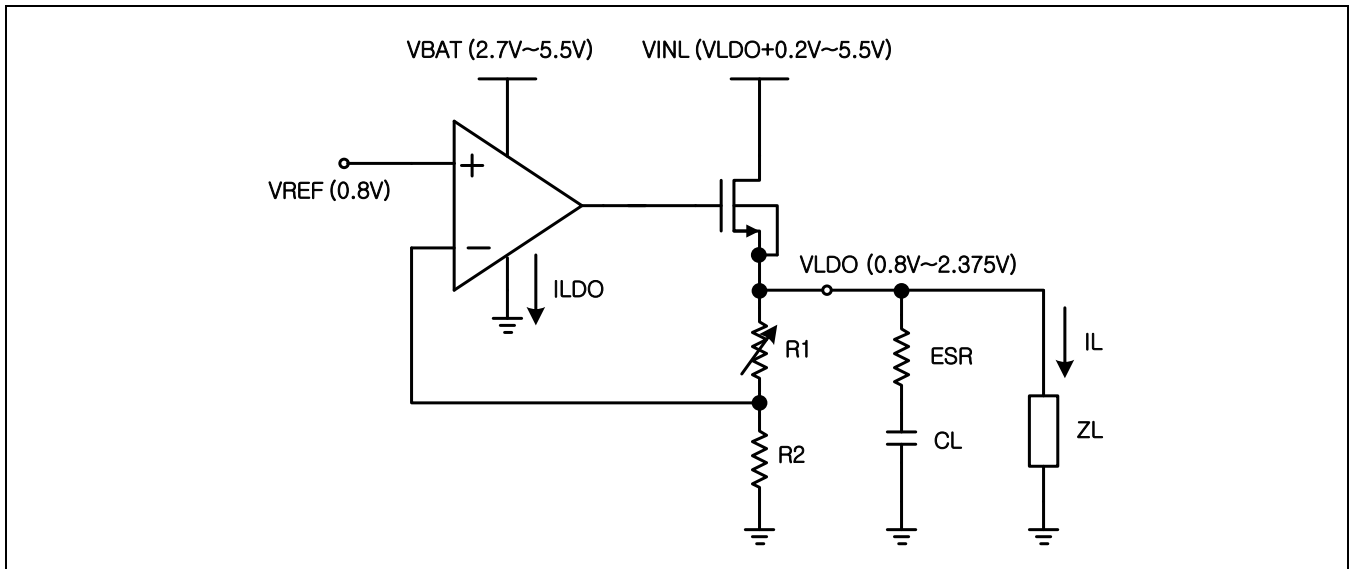 VBAT (2.7V~5.5V)
VINL (VLDO+0.2V~5.5V)
+
VREF (0.8V)
−
ILDO
VLDO (0.8V~2.375V)
R1
ESR
IL
R2
CL
ZL